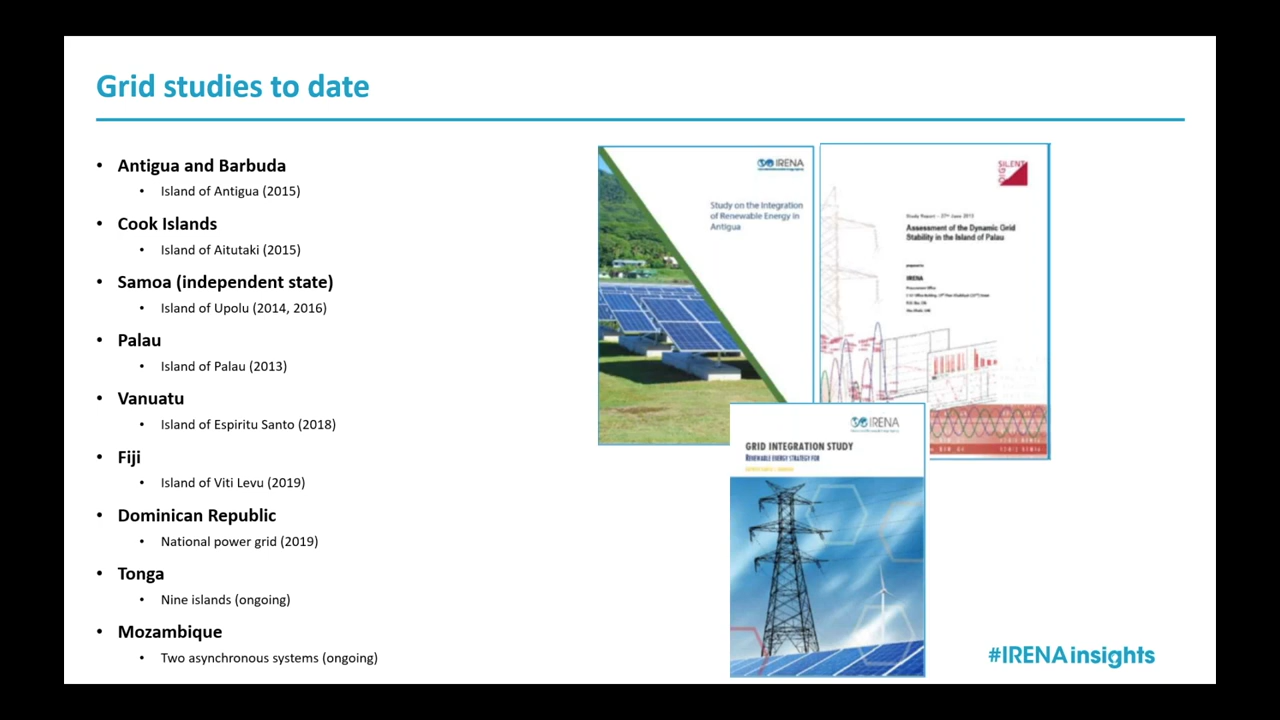 Grid studies to date
• Antigua and Barbuda
• Island of Antigua (2015)
• Cook Islands
• Island of Aitutaki (2015)
• Samoa (independent state)
• Island of Upolu (2014, 2016)
• Palau
• Island of Palau (2013)
• Vanuatu
• Island of Espiritu Santo (2018)
• Fiji
• Island of Viti Levu (2019)
• Dominican Republic
• National power grid (2019)
• Tonga
• Nine islands (ongoing)
• Mozambique
• Two asynchronous systems (ongoing)
IRENA
Study on the Integration
of Renewable Energy in
Antigua
Assessment of the Dynamic Grid
Stability in the Island of Palau
IRENA
IRENA
GRID INTEGRATION STUDY
RENEWABLE ENERGY STRATEGY FOR
#IRENAinsights